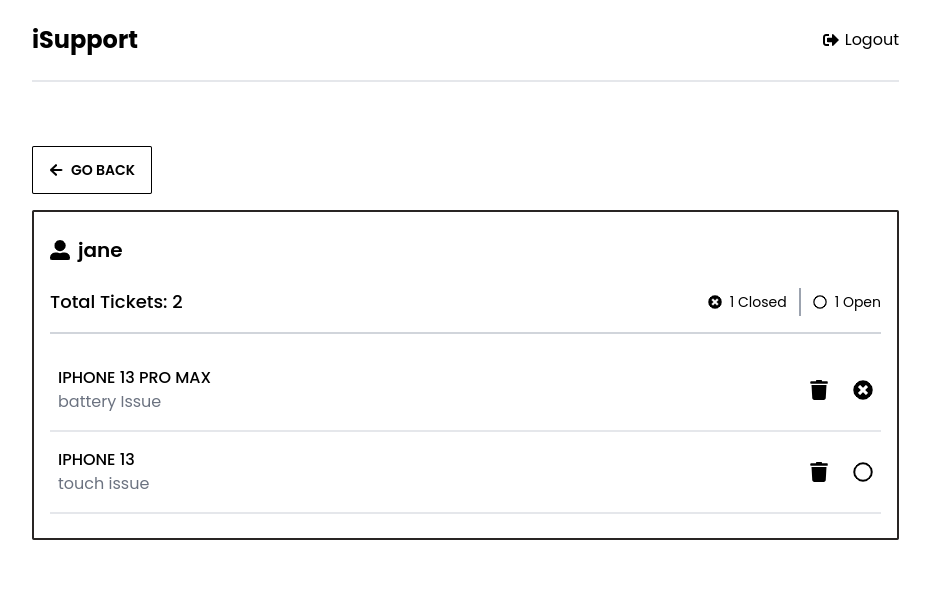 iSupport
Logout
GO BACK
jane
Total Tickets: 2
1 Closed
1 Open
IPHONE 13 PRO MAX
battery Issue
IPHONE 13
touch issue